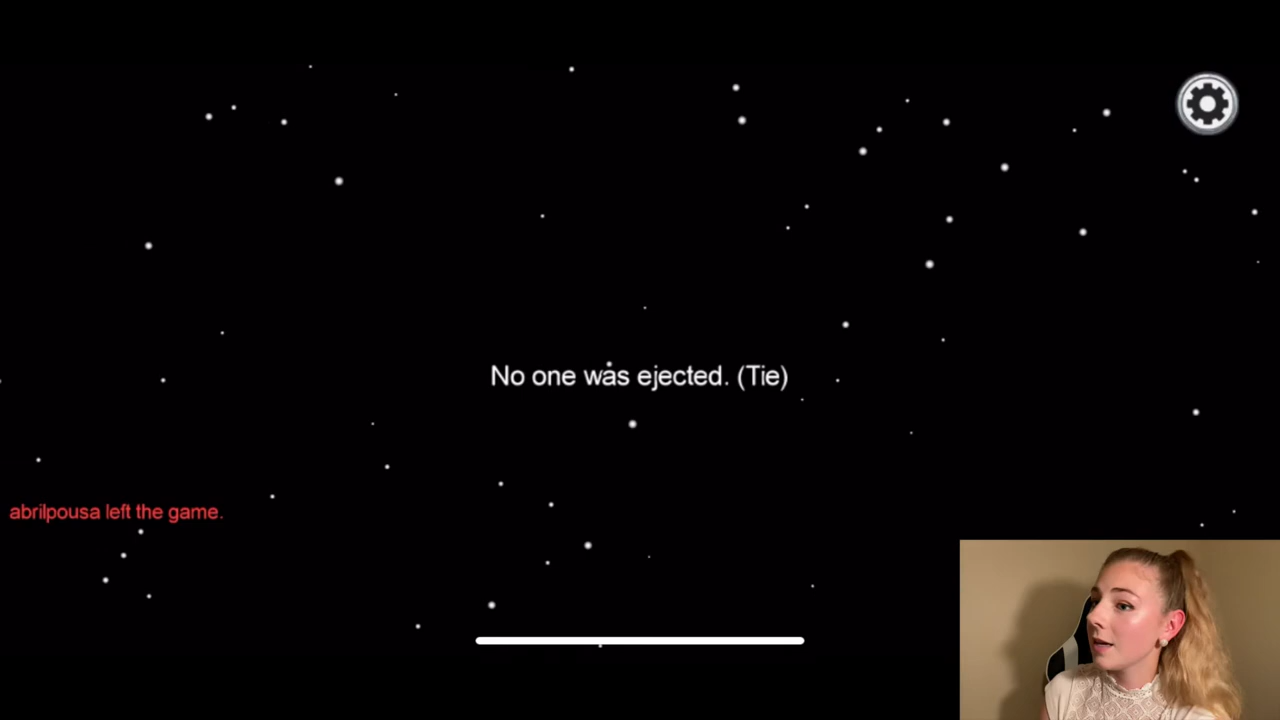 No one was ejected. (Tie)
abrilpousa left the game.